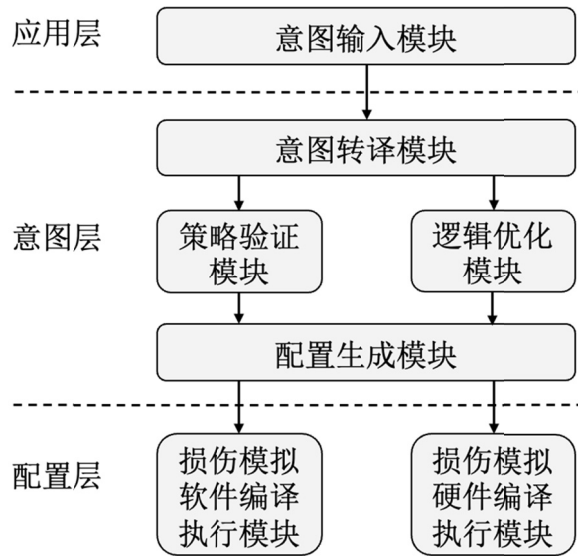 应用层
意图输入模块
意图转译模块
意图层
策略验证
模块
逻辑优化
模块
配置生成模块
配置层
损伤模拟
软件编译
执行模块
损伤模拟
硬件编译
执行模块